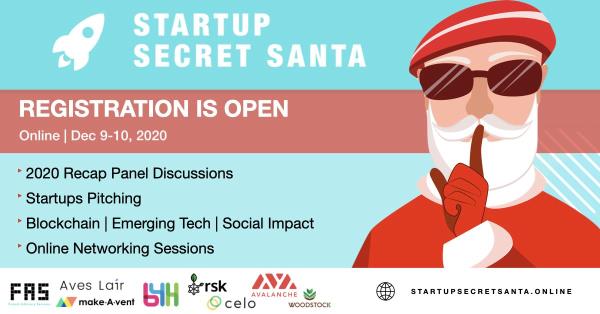 STARTUP
SECRET SANTA
REGISTRATION IS OPEN
Online | Dec 9-10, 2020
2020 Recap Panel Discussions
Startups Pitching
Blockchain | Emerging Tech | Social Impact
Online Networking Sessions
FAS
Aves Lair
make·A·vent
rsk
celo
AVALANCHE
WOODSTOCK
STARTUPSECRETSANTA.ONLINE